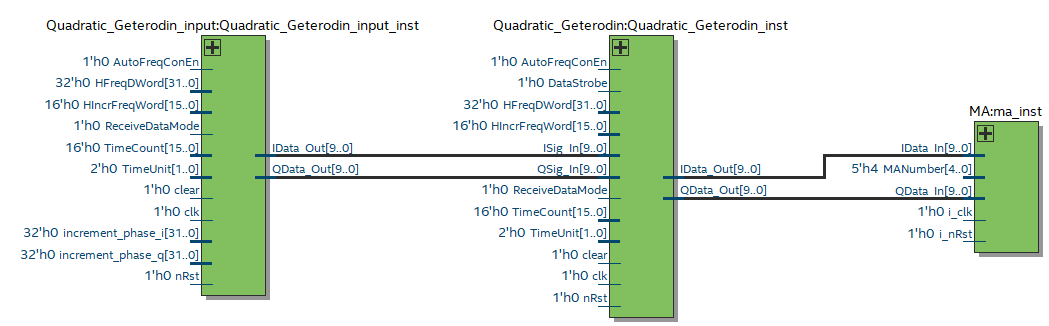 Quadratic_Geterodin_input:Quadratic_Geterodin_input_inst
1'h0 AutoFreqConEn
32'h0 HFreqDWord[31..0]
16'h0 HIncrFreqWord[15..0]
1'h0 ReceiveDataMode
16'h0 TimeCount[15..0]
2'h0 TimeUnit[1..0]
1'h0 clear
1'h0 clk
32'h0 increment_phase_i[31..0]
32'h0 increment_phase_q[31..0]
1'h0 nRst
IData_Out[9..0]
QData_Out[9..0]
Quadratic_Geterodin:Quadratic_Geterodin_inst
1'h0 AutoFreqConEn
1'h0 DataStrobe
32'h0 HFreqDWord[31..0]
16'h0 HIncrFreqWord[15..0]
ISig_In[9..0]
QSig_In[9..0]
1'h0 ReceiveDataMode
16'h0 TimeCount[15..0]
2'h0 TimeUnit[1..0]
1'h0 clear
1'h0 clk
1'h0 nRst
IData_Out[9..0]
QData_Out[9..0]
MA:ma_inst
IData_In[9..0]
5'h4 MANumber[4..0]
QData_In[9..0]
1'h0 i_clk
1'h0 i_nRst